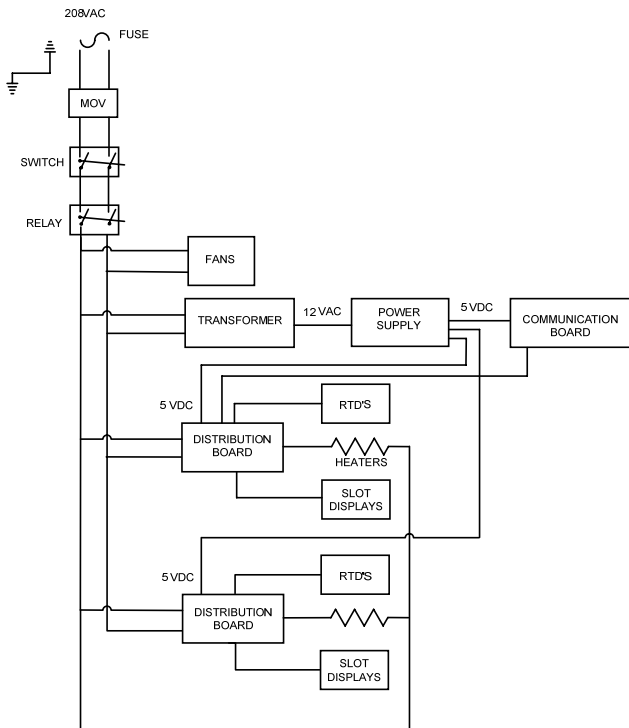 208VAC
FUSE
MOV
SWITCH
RELAY
FANS
TRANSFORMER
12 VAC
POWER
SUPPLY
5 VDC
COMMUNICATION
BOARD
5 VDC
RTD'S
DISTRIBUTION
BOARD
HEATERS
SLOT
DISPLAYS
5 VDC
RTD'S
DISTRIBUTION
BOARD
SLOT
DISPLAYS